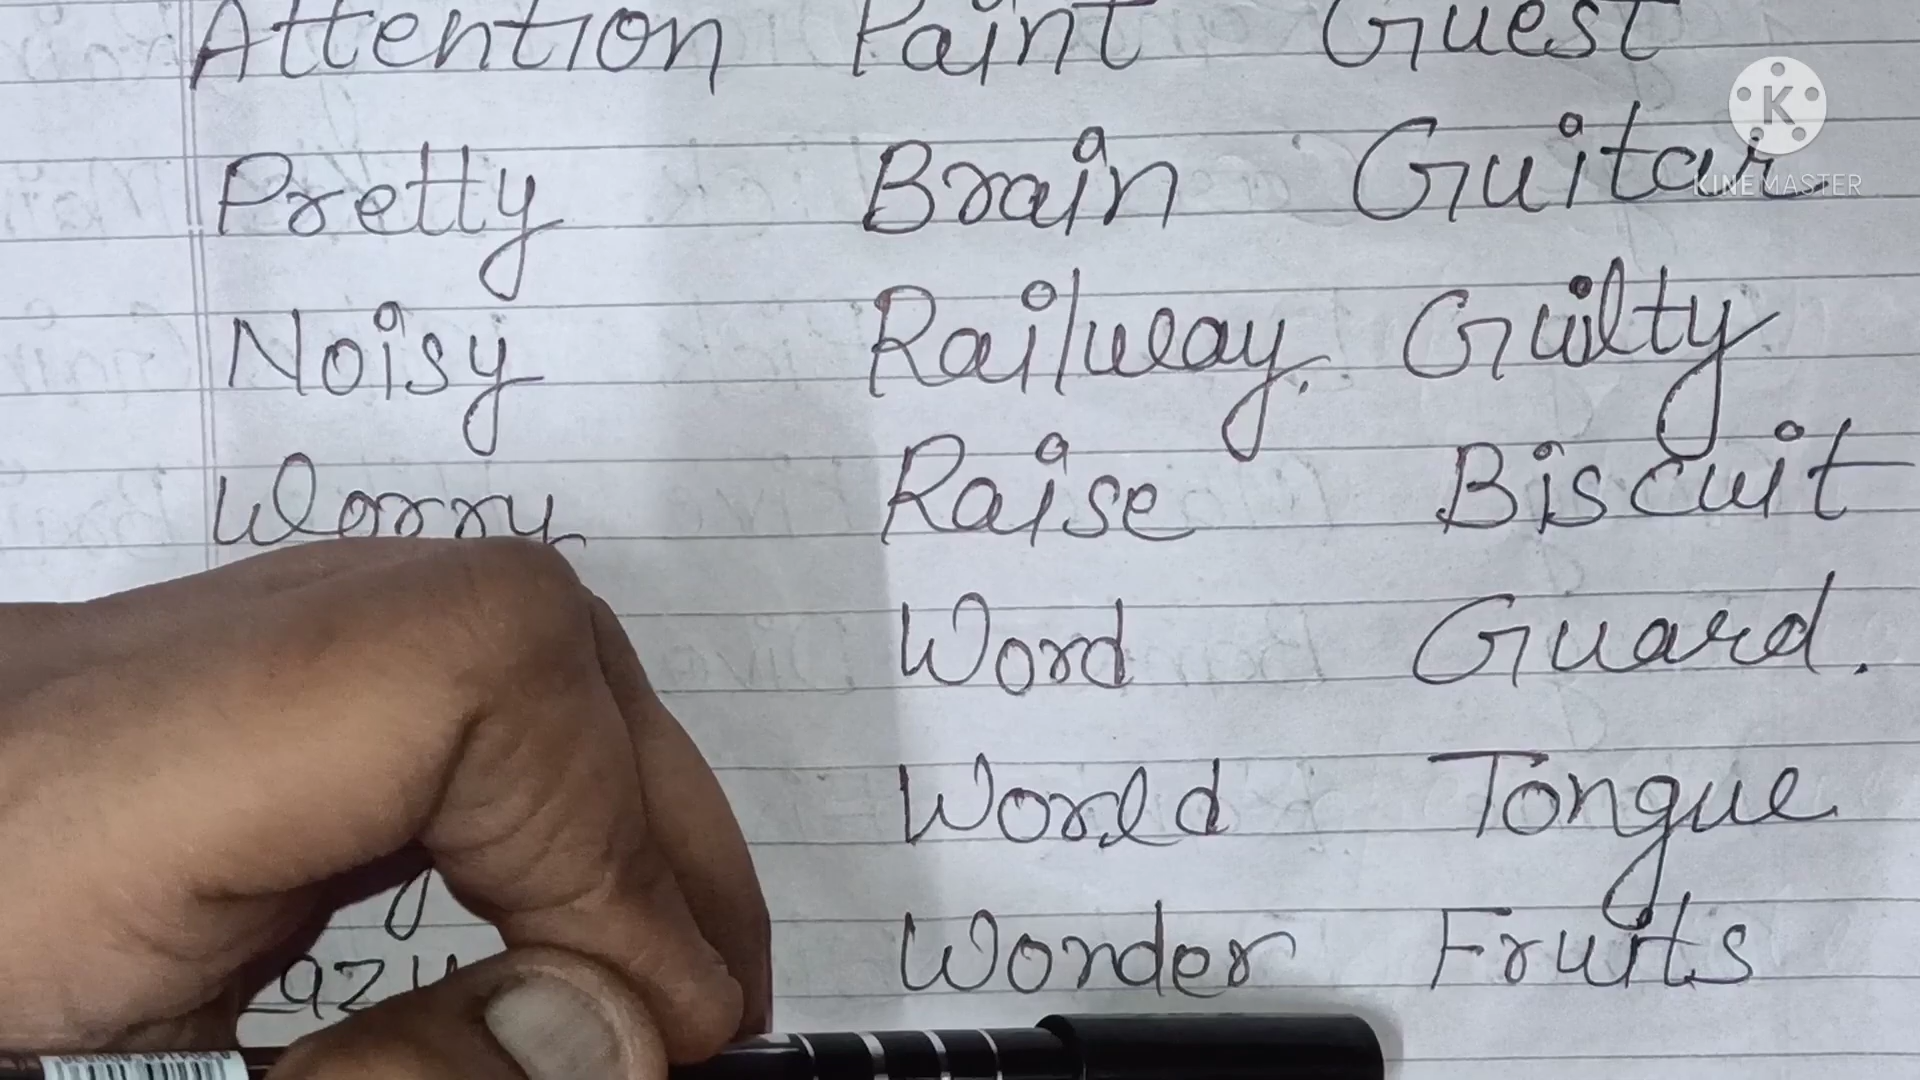 Attention Paint Guest
Pretty Brain Guitar
Noisy Railway. Guilty
Worry Raise Biscuit
Word Guard.
World Tongue
Wonder Fruits
KINEMASTER